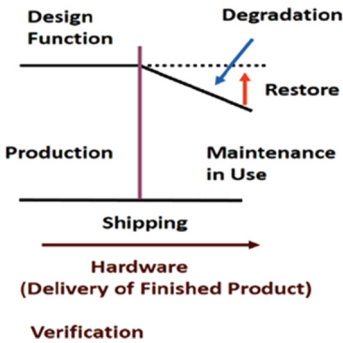 Design
Function
Degradation
Restore
Production
Maintenance
in Use
Shipping
Hardware
(Delivery of Finished Product)
Verification